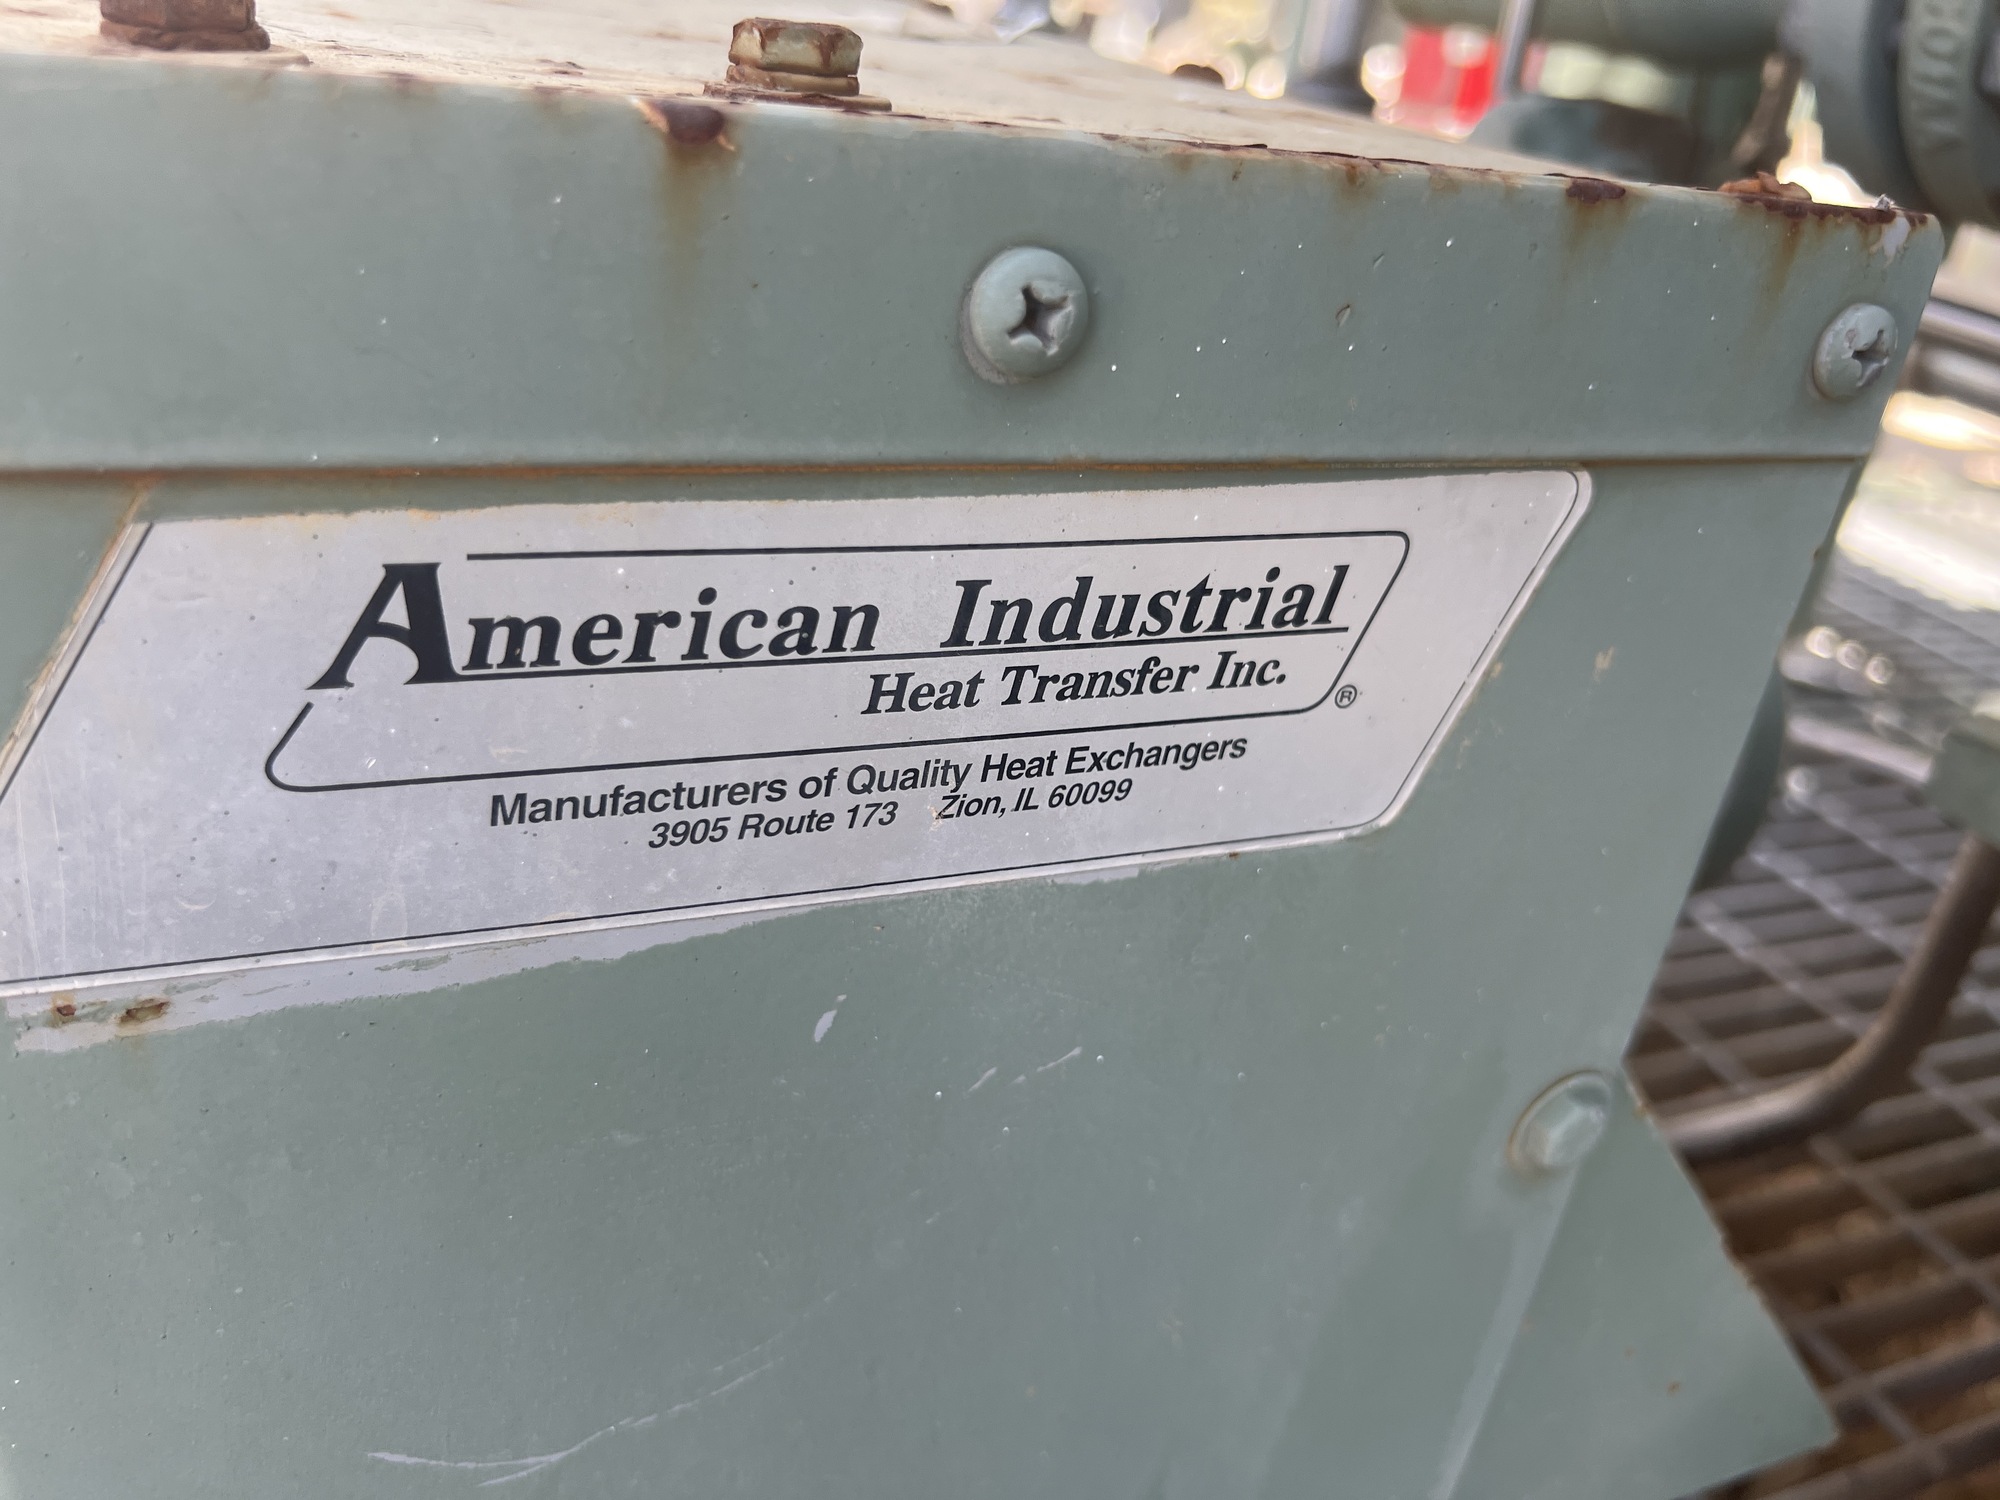 American Industrial
Heat Transfer Inc.
®
Manufacturers of Quality Heat Exchangers
3905 Route 173 Zion, IL 60099